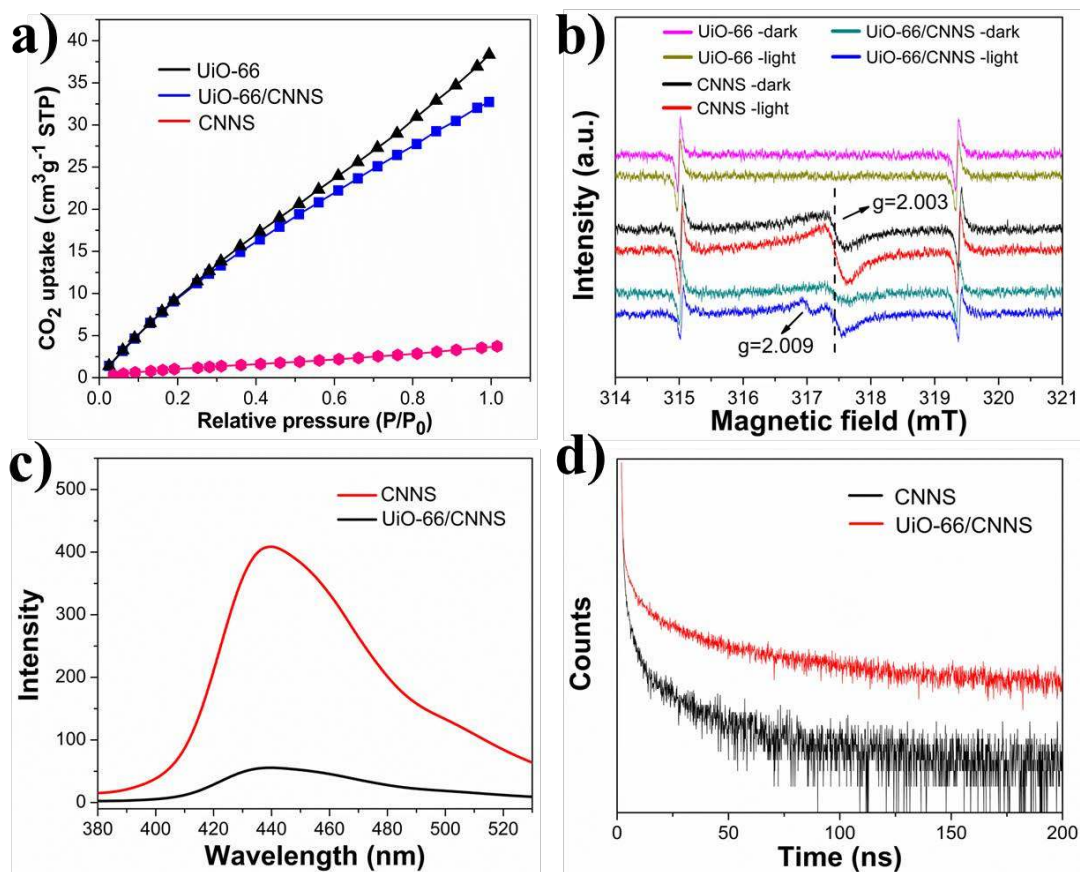 a)
UiO-66
UiO-66/CNNS
CNNS
CO₂ uptake (cm³g⁻¹ STP)
40
35
30
25
20
15
10
5
0
0.0 0.2 0.4 0.6 0.8 1.0
Relative pressure (P/P₀)
b)
UiO-66 -dark
UiO-66 -light
CNNS -dark
CNNS -light
UiO-66/CNNS -dark
UiO-66/CNNS -light
g=2.003
g=2.009
Intensity (a.u.)
314 315 316 317 318 319 320 321
Magnetic field (mT)
c)
CNNS
UiO-66/CNNS
Intensity
500
400
300
200
100
0
380 400 420 440 460 480 500 520
Wavelength (nm)
d)
CNNS
UiO-66/CNNS
Counts
0 50 100 150 200
Time (ns)